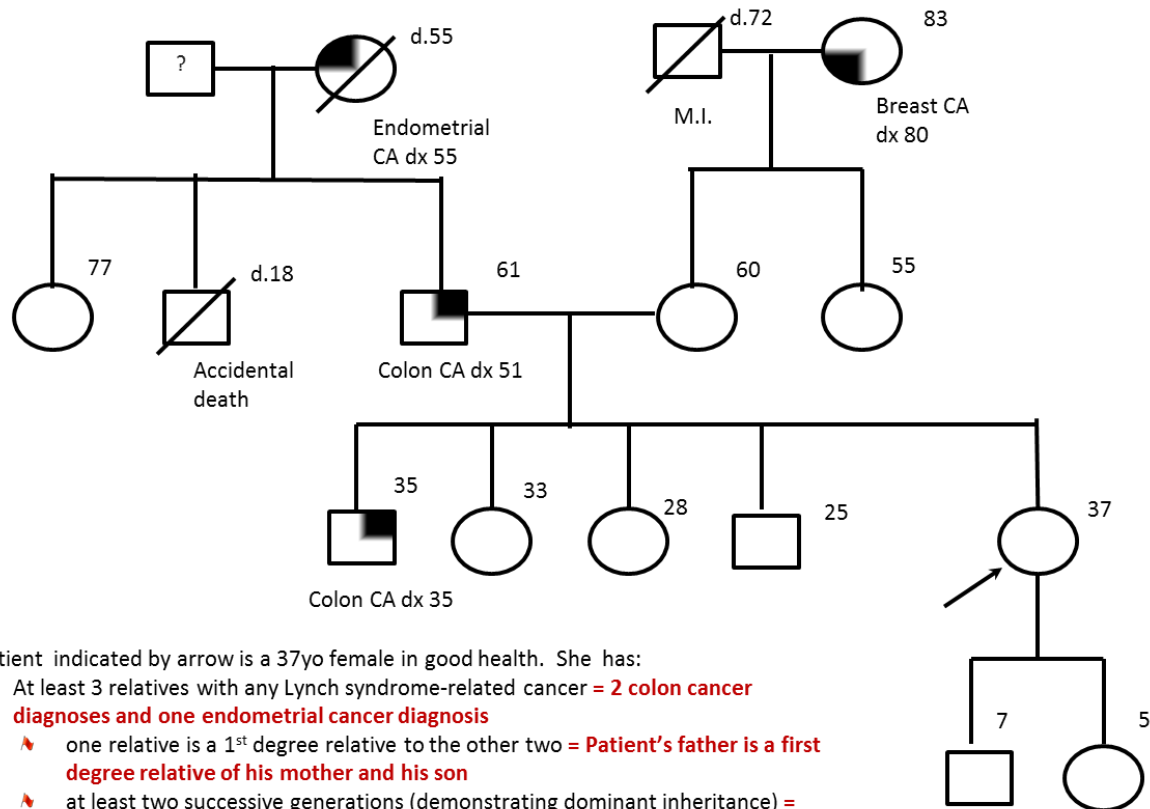 d.55
d.72
83
?
Endometrial
CA dx 55
M.I.
Breast CA
dx 80
77
d.18
61
60
55
Accidental
death
Colon CA dx 51
35
33
28
25
37
Colon CA dx 35
tient indicated by arrow is a 37yo female in good health. She has:
At least 3 relatives with any Lynch syndrome-related cancer = 2 colon cancer
diagnoses and one endometrial cancer diagnosis
one relative is a 1st degree relative to the other two = Patient's father is a first
degree relative of his mother and his son
at least two successive generations (demonstrating dominant inheritance) =
7
5